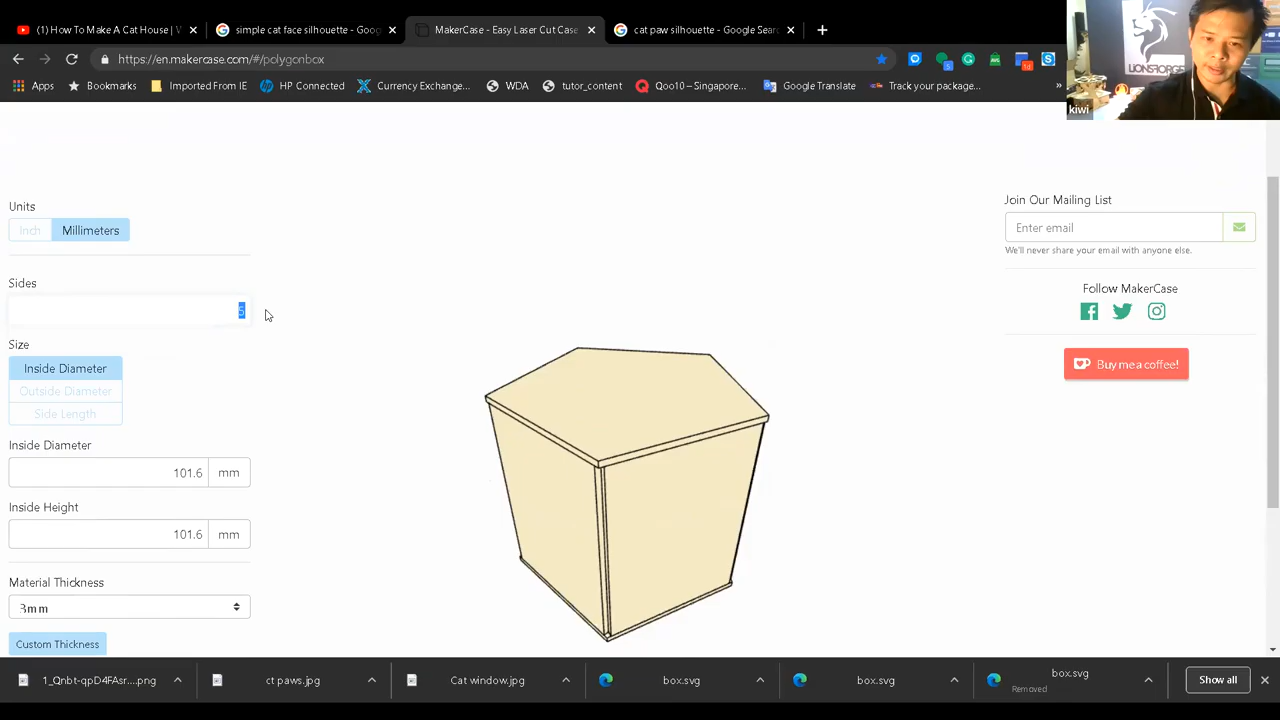 (1) How To Make A Cat House | W
simple cat face silhouette - Goog
MakerCase - Easy Laser Cut Case
cat paw silhouette - Google Searc
https://en.makercase.com/#/polygonbox
Apps
Bookmarks
Imported From IE
HP Connected
Currency Exchange...
WDA
tutor_content
Qoo10 – Singapore...
Google Translate
Track your package...
»
LIONSFORGE
kiwi
Units
Inch
Millimeters
Sides
5
Size
Inside Diameter
Outside Diameter
Side Length
Inside Diameter
101.6 mm
Inside Height
101.6 mm
Material Thickness
3mm
Custom Thickness
Join Our Mailing List
Enter email
We'll never share your email with anyone else.
Follow MakerCase
Buy me a coffee!
1_Qnbt-qpD4FAsr....png
ct paws.jpg
Cat window.jpg
box.svg
box.svg
box.svg
Removed
Show all